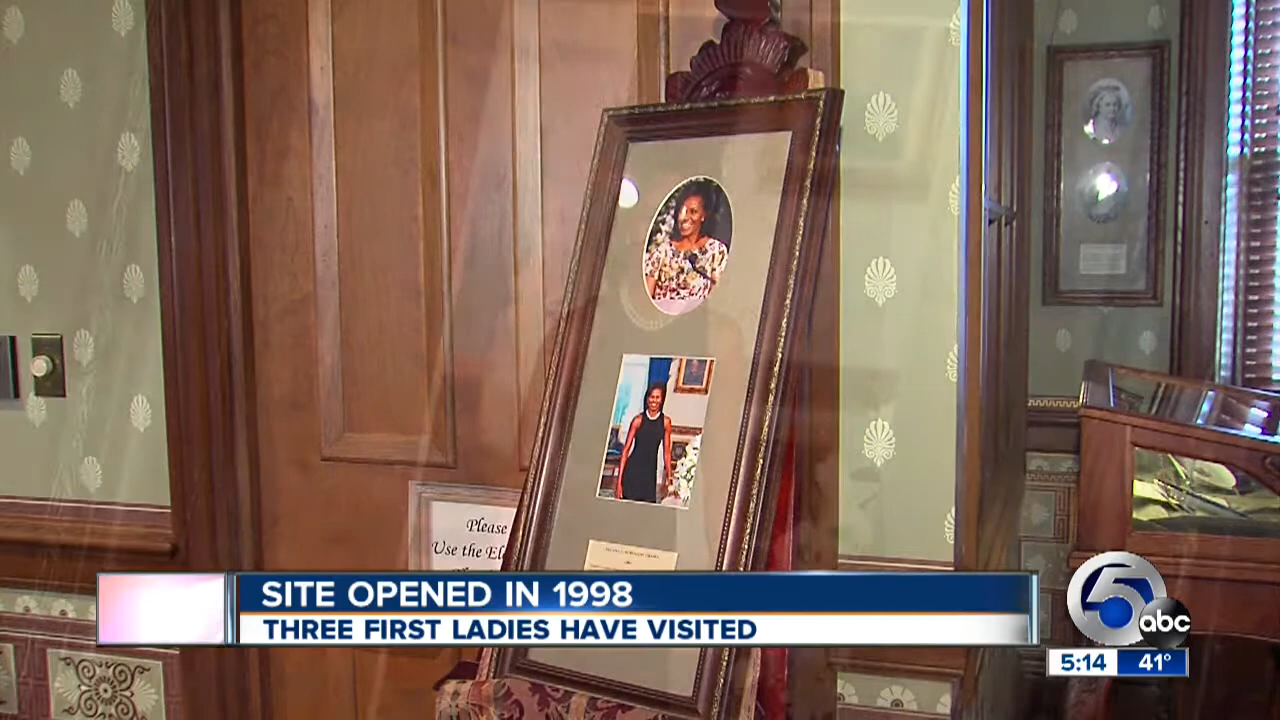 Please
Use the El
SITE OPENED IN 1998
THREE FIRST LADIES HAVE VISITED
5
abc
5:14 41°